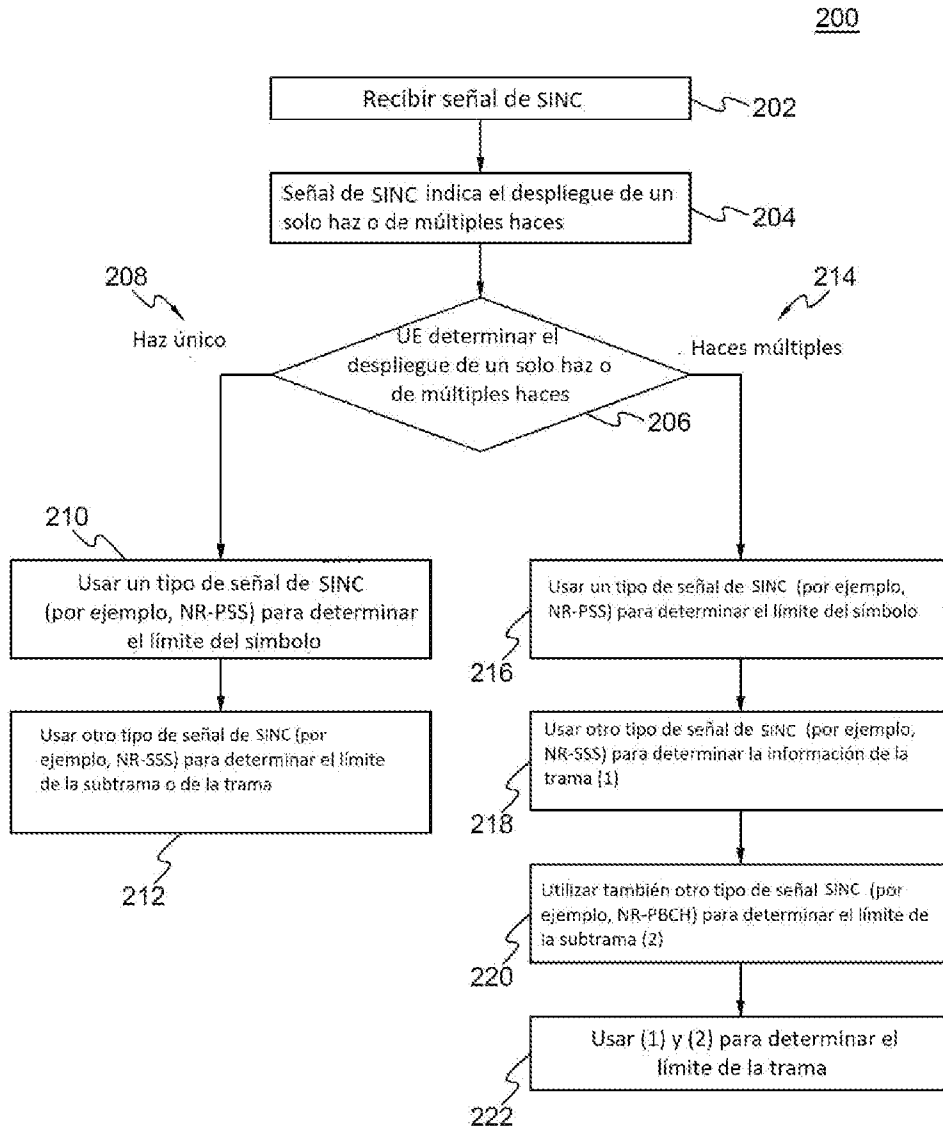 200
Recibir señal de SINC
202
Señal de SINC indica el despliegue de un
solo haz o de múltiples haces
204
208
Haz único
214
Haces múltiples
UE determinar el
despliegue de un solo haz o
de múltiples haces
206
210
Usar un tipo de señal de SINC
(por ejemplo, NR-PSS) para determinar
el límite del símbolo
Usar otro tipo de señal de SINC (por
ejemplo, NR-SSS) para determinar el límite
de la subtrama o de la trama
212
Usar un tipo de señal de SINC (por ejemplo,
NR-PSS) para determinar el límite del símbolo
216
Usar otro tipo de señal de SINC (por ejemplo,
NR-SSS) para determinar la información de la
trama (1)
218
Utilizar también otro tipo de señal SINC (por
ejemplo, NR-PBCH) para determinar el límite de
la subtrama (2)
220
Usar (1) y (2) para determinar el
límite de la trama
222